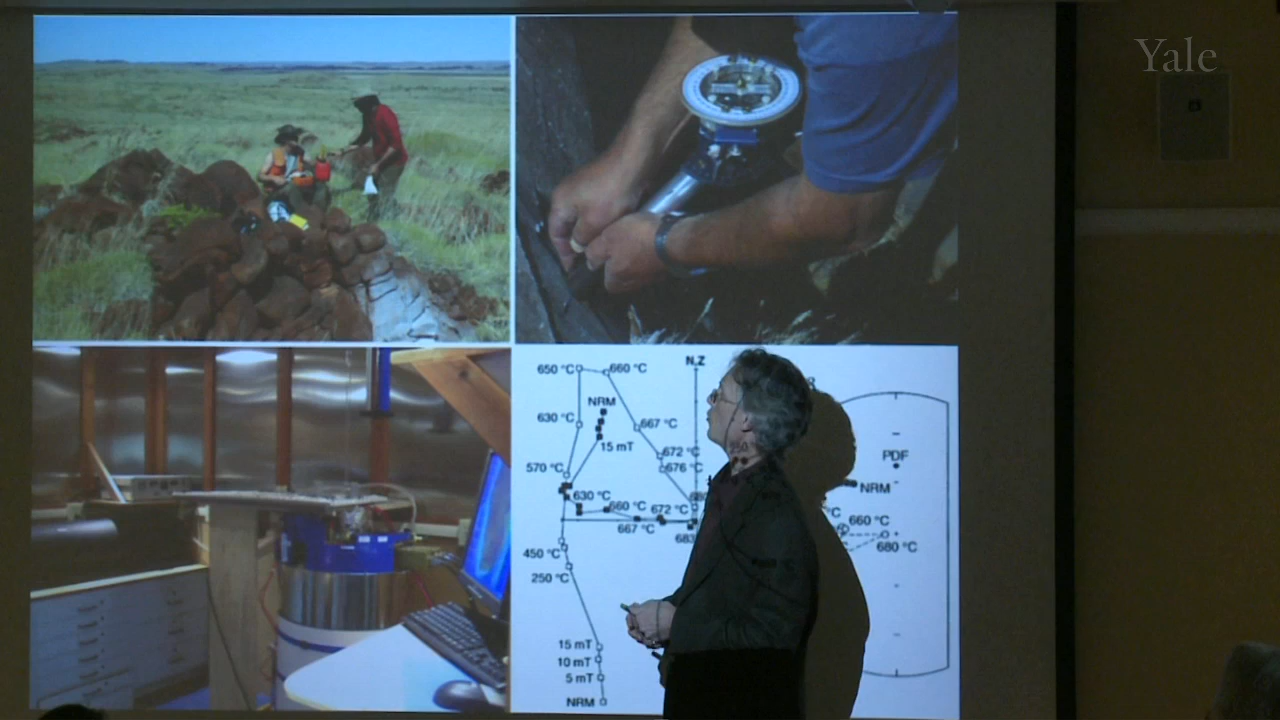 Yale
N,Z
650 °C
660 °C
NRM
630 °C
667 °C
15 mT
672 °C
570 °C
676 °C
630 °C
660 °C
672 °C
667 °C
683
450 °C
250 °C
15 mT
10 mT
5 mT
NRM
PDF
NRM
660 °C
680 °C